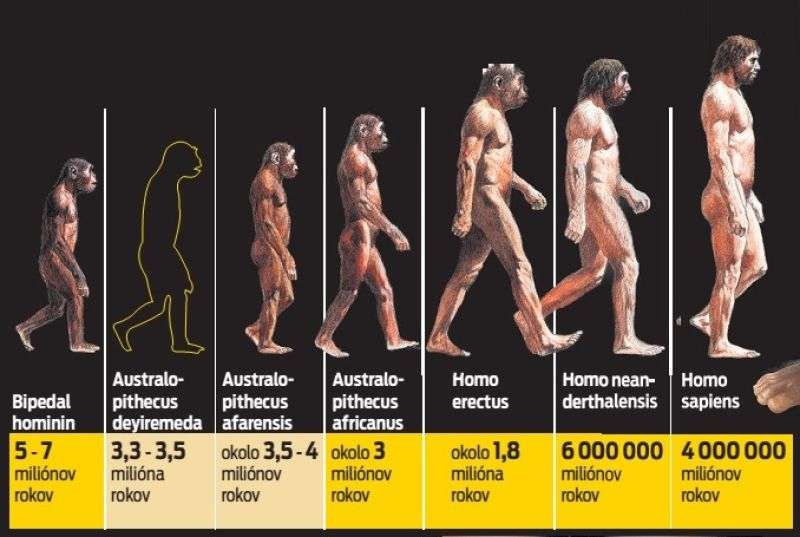 Bipedal
hominin
5 - 7
miliónov
rokov
Australo-
pithecus
deyiremeda
3,3 - 3,5
milióna
rokov
Australo-
pithecus
afarensis
okolo 3,5 - 4
miliónov
rokov
Australo-
pithecus
africanus
okolo 3
miliónov
rokov
Homo
erectus
okolo 1,8
milióna
rokov
Homo nean-
derthalensis
6 000 000
miliónov
rokov
Homo
sapiens
4 000 000
miliónov
rokov